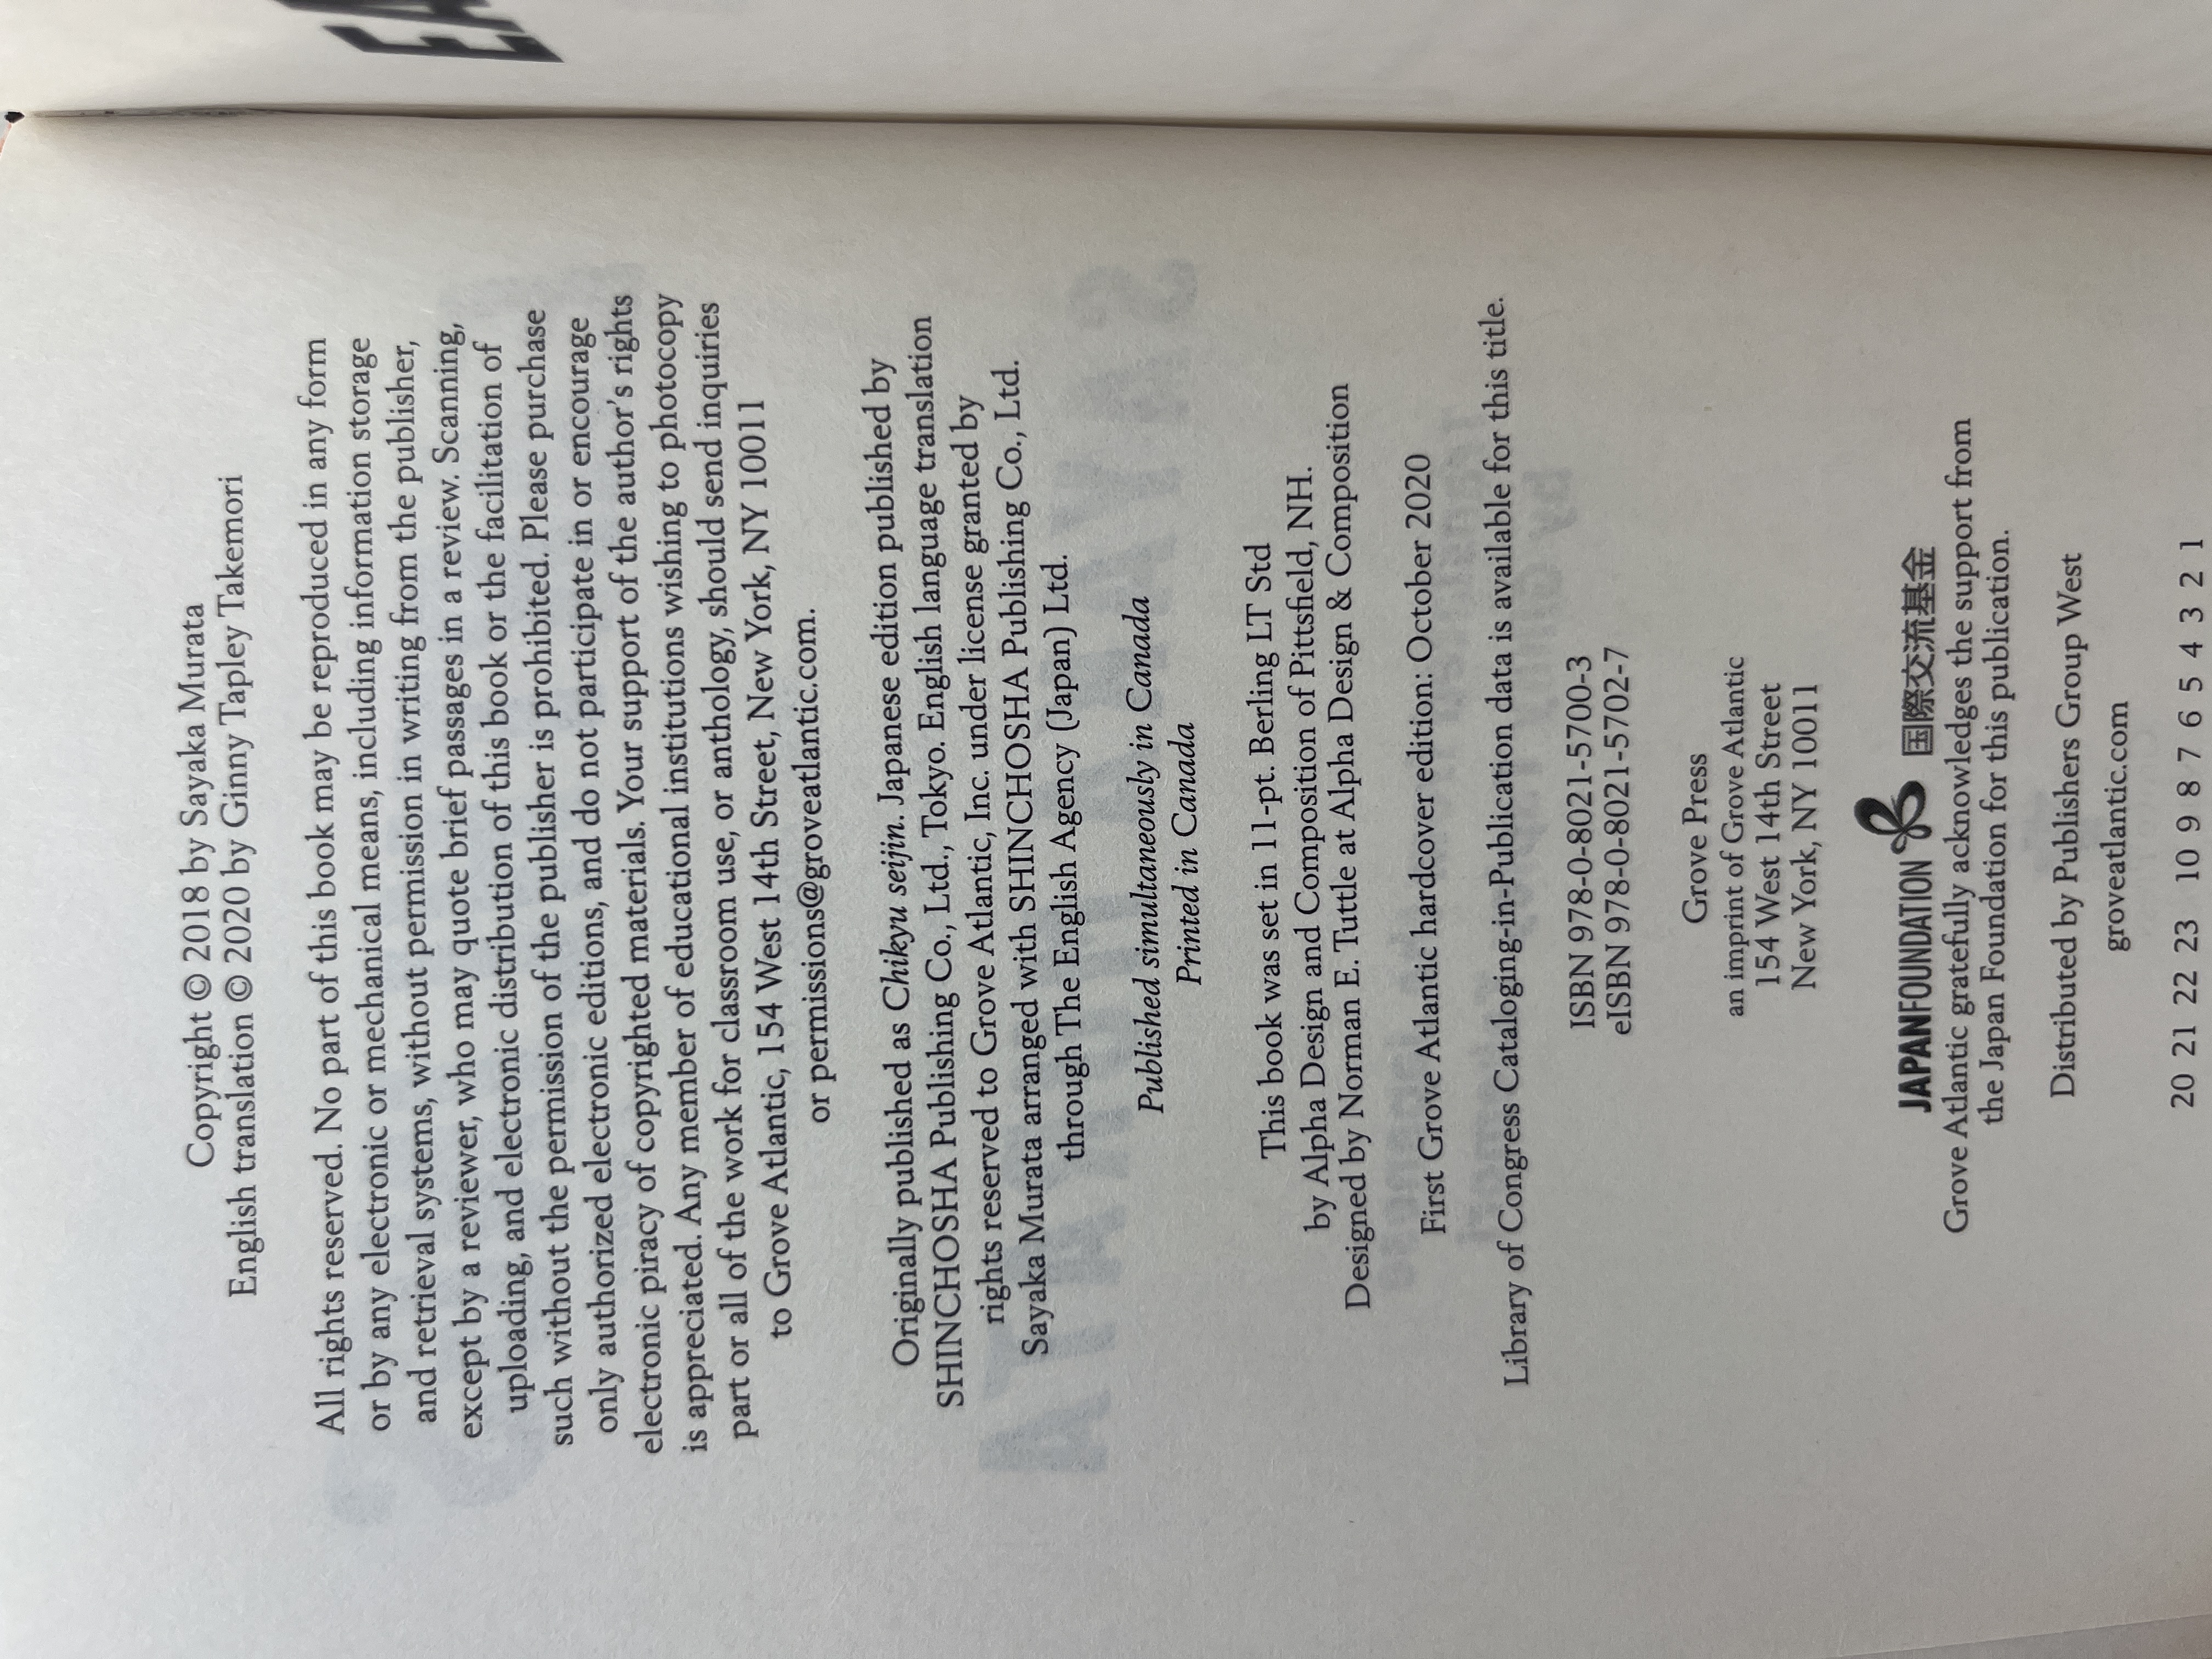 EA
Copyright © 2018 by Sayaka Murata
English translation © 2020 by Ginny Tapley Takemori
All rights reserved. No part of this book may be reproduced in any form
or by any electronic or mechanical means, including information storage
and retrieval systems, without permission in writing from the publisher,
except by a reviewer, who may quote brief passages in a review. Scanning,
uploading, and electronic distribution of this book or the facilitation of
such without the permission of the publisher is prohibited. Please purchase
only authorized electronic editions, and do not participate in or encourage
electronic piracy of copyrighted materials. Your support of the author's rights
is appreciated. Any member of educational institutions wishing to photocopy
part or all of the work for classroom use, or anthology, should send inquiries
to Grove Atlantic, 154 West 14th Street, New York, NY 10011
or permissions@groveatlantic.com.
Originally published as Chikyu seijin. Japanese edition published by
SHINCHOSHA Publishing Co., Ltd., Tokyo. English language translation
rights reserved to Grove Atlantic, Inc. under license granted by
Sayaka Murata arranged with SHINCHOSHA Publishing Co., Ltd.
through The English Agency (Japan) Ltd.
Published simultaneously in Canada
Printed in Canada
This book was set in 11-pt. Berling LT Std
by Alpha Design and Composition of Pittsfield, NH.
Designed by Norman E. Tuttle at Alpha Design & Composition
First Grove Atlantic hardcover edition: October 2020
Library of Congress Cataloging-in-Publication data is available for this title.
ISBN 978-0-8021-5700-3
eISBN 978-0-8021-5702-7
Grove Press
an imprint of Grove Atlantic
154 West 14th Street
New York, NY 10011
JAPANFOUNDATION 国際交流基金
Grove Atlantic gratefully acknowledges the support from
the Japan Foundation for this publication.
Distributed by Publishers Group West
groveatlantic.com
20 21 22 23 10 9 8 7 6 5 4 3 2 1